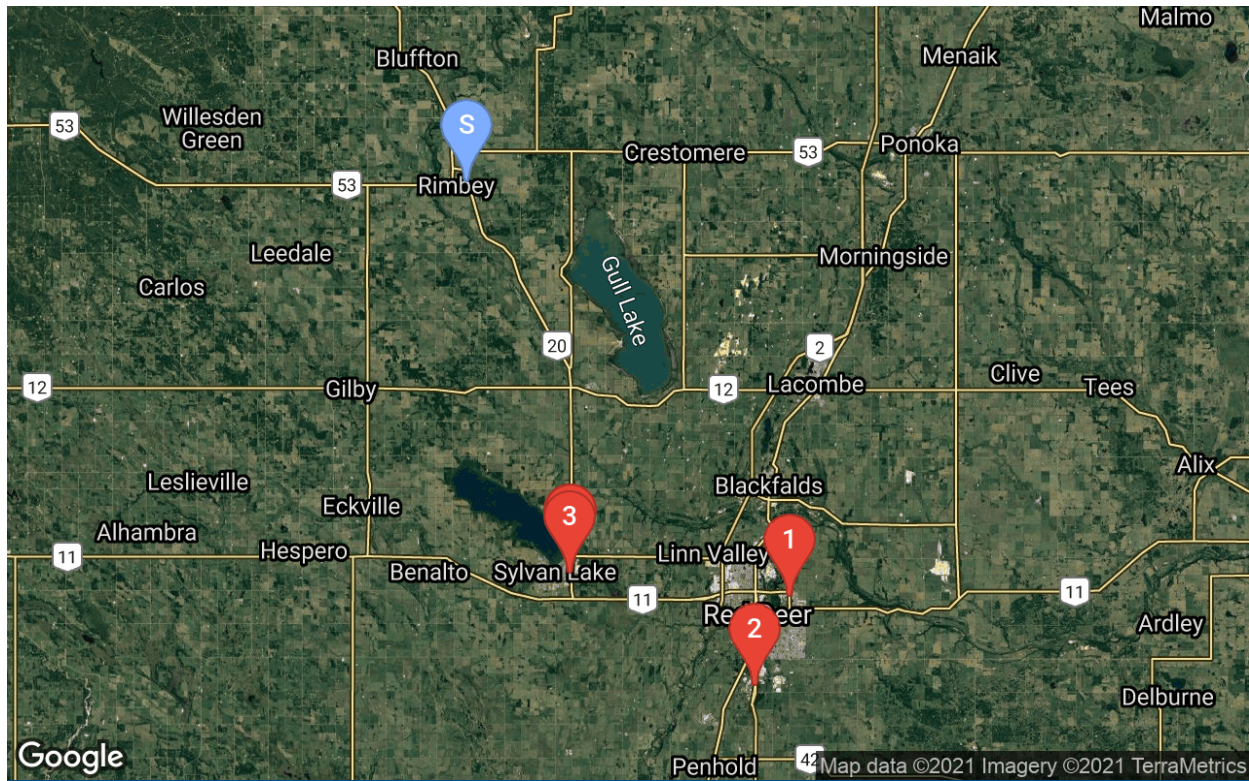 Malmo
Bluffton
Menaik
Willesden
Green
53
S
Crestomere
53
Ponoka
53
Rimbey
Leedale
Morningside
Carlos
Gull Lake
20
2
12
Gilby
12
Lacombe
Clive
Tees
Leslieville
Eckville
Blackfalds
Alix
3
Alhambra
Hespero
11
Benalto
Sylvan Lake
Linn Valley
1
11
11
Red Deer
2
Ardley
Delburne
Google
Penhold
42
Map data ©2021 Imagery ©2021 TerraMetrics